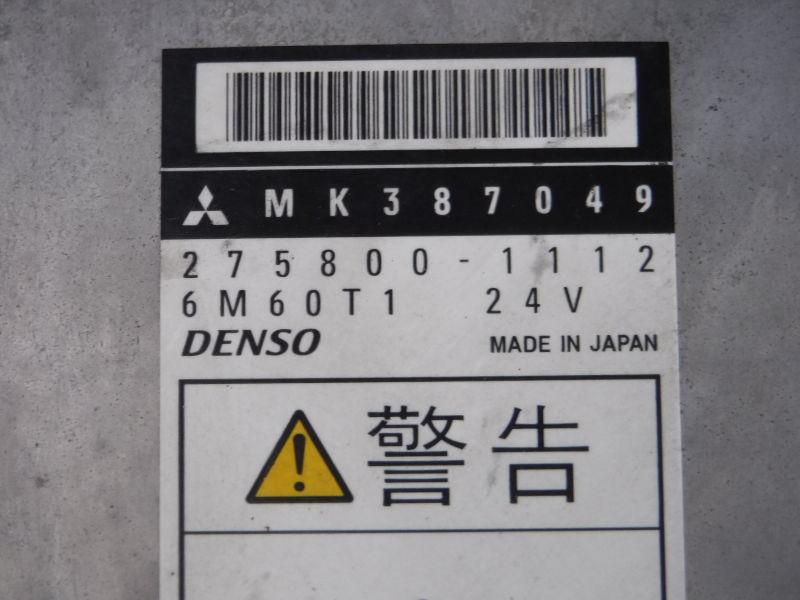 MK387049
275800-1112
6M60T1 24V
DENSO MADE IN JAPAN
警告